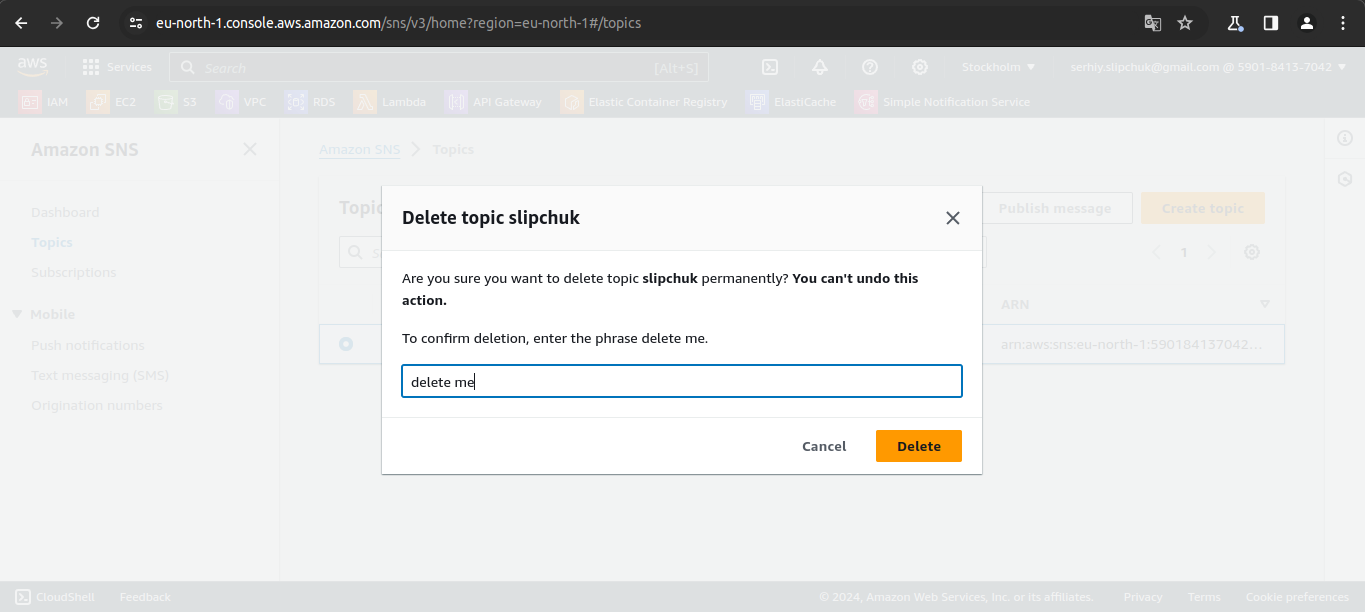 eu-north-1.console.aws.amazon.com/sns/v3/home?region=eu-north-1#/topics
aws
Services
Search
[Alt+S]
Stockholm
serhiy.slipchuk@gmail.com @ 5901-8413-7042
IAM
EC2
S3
VPC
RDS
Lambda
API Gateway
Elastic Container Registry
ElastiCache
Simple Notification Service
Amazon SNS
Amazon SNS
Topics
Dashboard
Topics
Subscriptions
Mobile
Push notifications
Text messaging (SMS)
Origination numbers
Publish message
Create topic
1
ARN
arn:aws:sns:eu-north-1:590184137042...
Delete topic slipchuk
Are you sure you want to delete topic slipchuk permanently? You can't undo this
action.
To confirm deletion, enter the phrase delete me.
delete me
Cancel
Delete
CloudShell
Feedback
© 2024, Amazon Web Services, Inc. or its affiliates.
Privacy
Terms
Cookie preferences